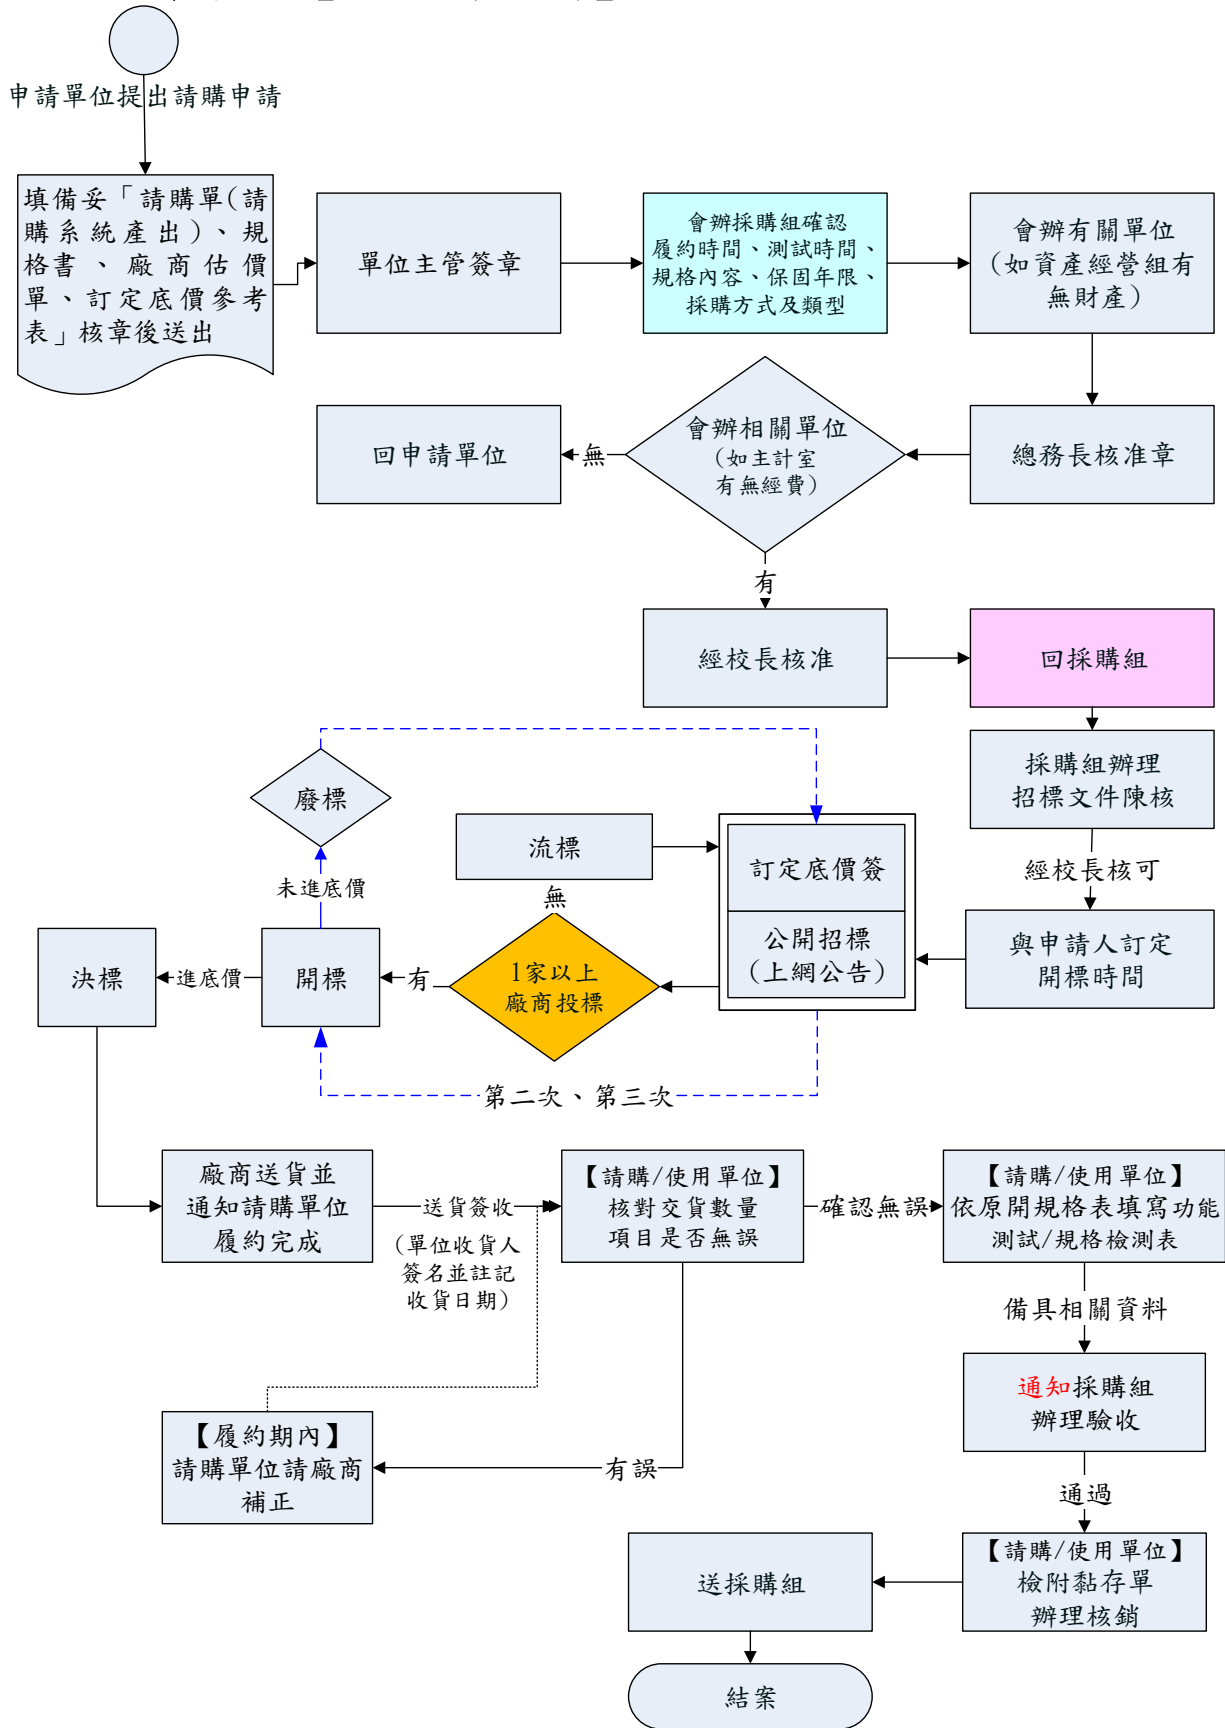 申請單位提出請購申請
填備妥「請購單(請
購系統產出)、規
格書、廠商估價
單、訂定底價參考
表」核章後送出
單位主管簽章
會辦採購組確認
履約時間、測試時間、
規格內容、保固年限、
採購方式及類型
會辦有關單位
(如資產經營組有
無財產)
回申請單位
無
會辦相關單位
(如主計室
有無經費)
總務長核准章
有
經校長核准
回採購組
廢標
流標
訂定底價簽
採購組辦理
招標文件陳核
未進底價
無
經校長核可
決標
進底價
開標
有
1家以上
廠商投標
公開招標
(上網公告)
與申請人訂定
開標時間
第二次、第三次
廠商送貨並
通知請購單位
履約完成
送貨簽收
(單位收貨人
簽名並註記
收貨日期)
【請購/使用單位】
核對交貨數量
項目是否無誤
確認無誤
【請購/使用單位】
依原開規格表填寫功能
測試/規格檢測表
備具相關資料
【履約期內】
請購單位請廠商
補正
有誤
通知採購組
辦理驗收
通過
送採購組
【請購/使用單位】
檢附黏存單
辦理核銷
結案